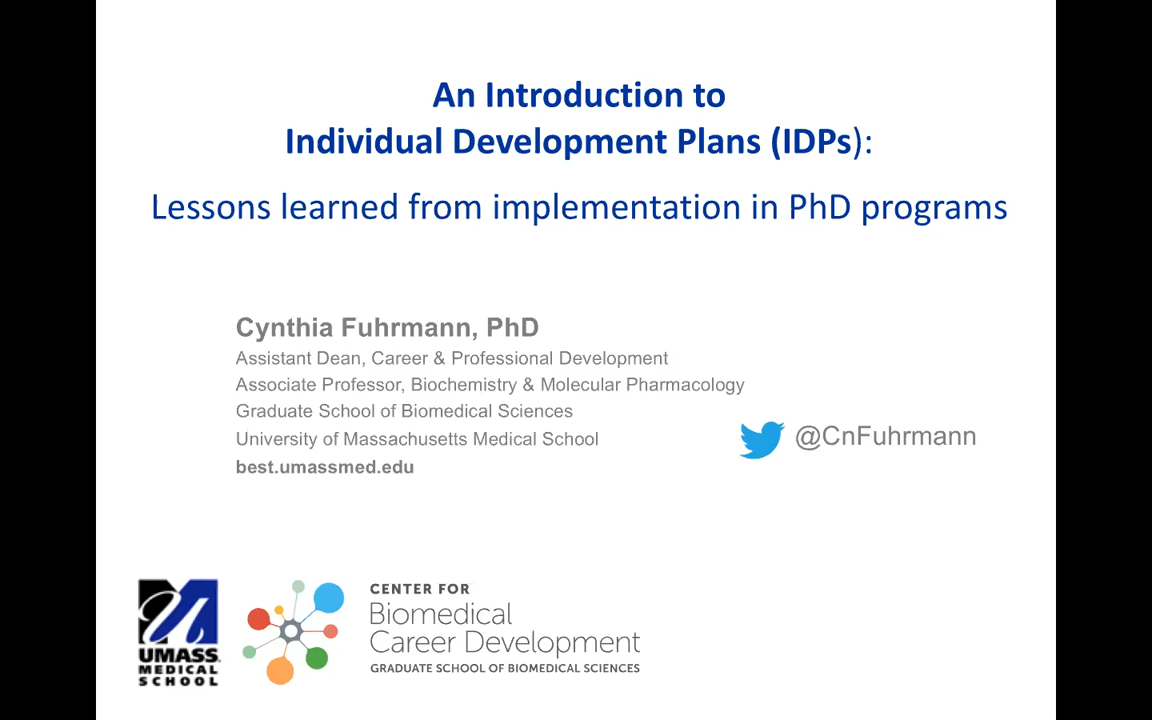 An Introduction to
Individual Development Plans (IDPs):
Lessons learned from implementation in PhD programs
Cynthia Fuhrmann, PhD
Assistant Dean, Career & Professional Development
Associate Professor, Biochemistry & Molecular Pharmacology
Graduate School of Biomedical Sciences
University of Massachusetts Medical School
best.umassmed.edu
@CnFuhrmann
UMASS
MEDICAL
SCHOOL
CENTER FOR
Biomedical
Career Development
GRADUATE SCHOOL OF BIOMEDICAL SCIENCES